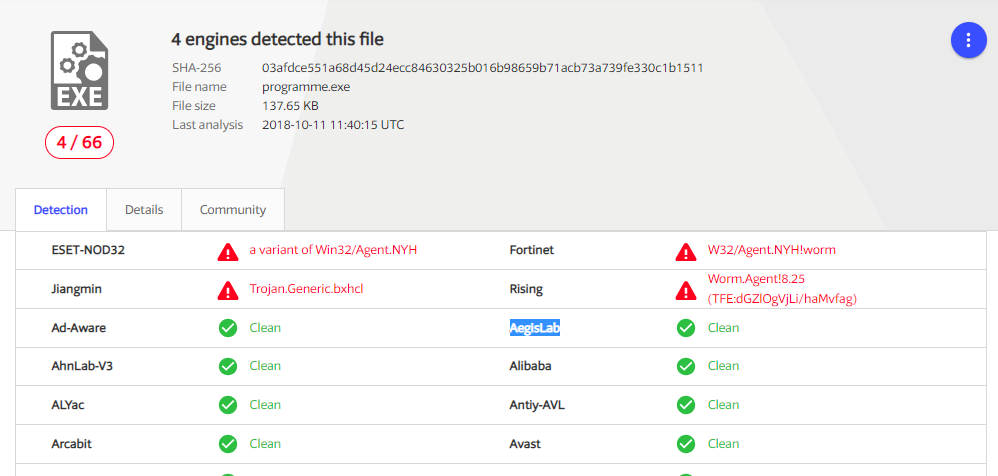 4 engines detected this file
SHA-256 03afdce551a68d45d24ecc84630325b016b98659b71acb73a739fe330c1b1511
File name programme.exe
File size 137.65 KB
Last analysis 2018-10-11 11:40:15 UTC
EXE
4 / 66
Detection Details Community
ESET-NOD32 a variant of Win32/Agent.NYH Fortinet W32/Agent.NYH!worm
Jiangmin Trojan.Generic.bxhcl Rising Worm.Agent!8.25
(TFE:dGZlOgVjLi/haMvfag)
Ad-Aware Clean AegisLab Clean
AhnLab-V3 Clean Alibaba Clean
ALYac Clean Antiy-AVL Clean
Arcabit Clean Avast Clean